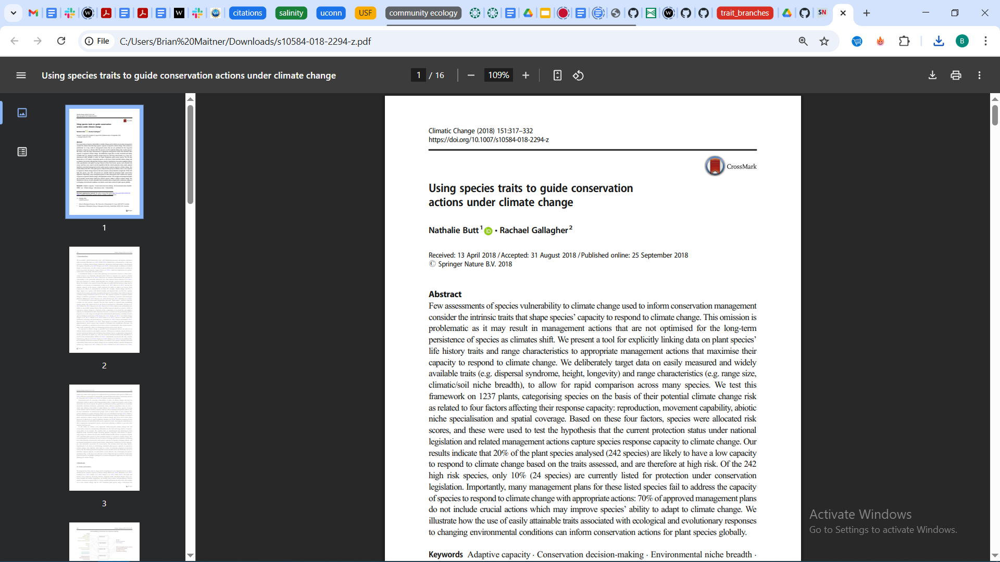 citations
salinity
uconn
USF
community ecology
trait_branches
SN
File
C:/Users/Brian%20Maitner/Downloads/s10584-018-2294-z.pdf
B
Using species traits to guide conservation actions under climate change
1 / 16
109%
1
2
3
Climatic Change (2018) 151:317–332
https://doi.org/10.1007/s10584-018-2294-z
CrossMark
Using species traits to guide conservation
actions under climate change
Nathalie Butt 1 iD · Rachael Gallagher 2
Received: 13 April 2018 / Accepted: 31 August 2018 / Published online: 25 September 2018
© Springer Nature B.V. 2018
Abstract
Few assessments of species vulnerability to climate change used to inform conservation management
consider the intrinsic traits that shape species’ capacity to respond to climate change. This omission is
problematic as it may result in management actions that are not optimised for the long-term
persistence of species as climates shift. We present a tool for explicitly linking data on plant species’
life history traits and range characteristics to appropriate management actions that maximise their
capacity to respond to climate change. We deliberately target data on easily measured and widely
available traits (e.g. dispersal syndrome, height, longevity) and range characteristics (e.g. range size,
climatic/soil niche breadth), to allow for rapid comparison across many species. We test this
framework on 1237 plants, categorising species on the basis of their potential climate change risk
as related to four factors affecting their response capacity: reproduction, movement capability, abiotic
niche specialisation and spatial coverage. Based on these four factors, species were allocated risk
scores, and these were used to test the hypothesis that the current protection status under national
legislation and related management actions capture species response capacity to climate change. Our
results indicate that 20% of the plant species analysed (242 species) are likely to have a low capacity
to respond to climate change based on the traits assessed, and are therefore at high risk. Of the 242
high risk species, only 10% (24 species) are currently listed for protection under conservation
legislation. Importantly, many management plans for these listed species fail to address the capacity
of species to respond to climate change with appropriate actions: 70% of approved management plans
do not include crucial actions which may improve species’ ability to adapt to climate change. We
illustrate how the use of easily attainable traits associated with ecological and evolutionary responses
to changing environmental conditions can inform conservation actions for plant species globally.
Keywords Adaptive capacity · Conservation decision-making · Environmental niche breadth ·
Activate Windows
Go to Settings to activate Windows.